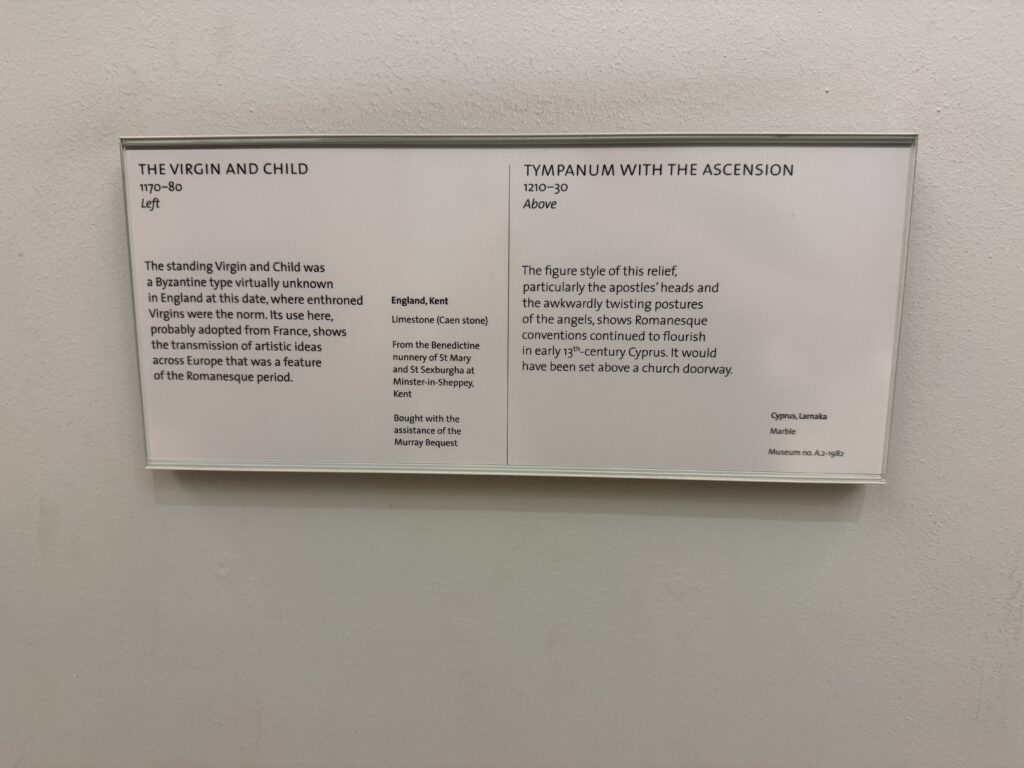 THE VIRGIN AND CHILD
1170–80
Left
The standing Virgin and Child was
a Byzantine type virtually unknown
in England at this date, where enthroned
Virgins were the norm. Its use here,
probably adopted from France, shows
the transmission of artistic ideas
across Europe that was a feature
of the Romanesque period.
England, Kent
Limestone (Caen stone)
From the Benedictine
nunnery of St Mary
and St Sexburgha at
Minster-in-Sheppey,
Kent
Bought with the
assistance of the
Murray Bequest
TYMPANUM WITH THE ASCENSION
1210–30
Above
The figure style of this relief,
particularly the apostles' heads and
the awkwardly twisting postures
of the angels, shows Romanesque
conventions continued to flourish
in early 13th-century Cyprus. It would
have been set above a church doorway.
Cyprus, Larnaka
Marble
Museum no. A.2-1982